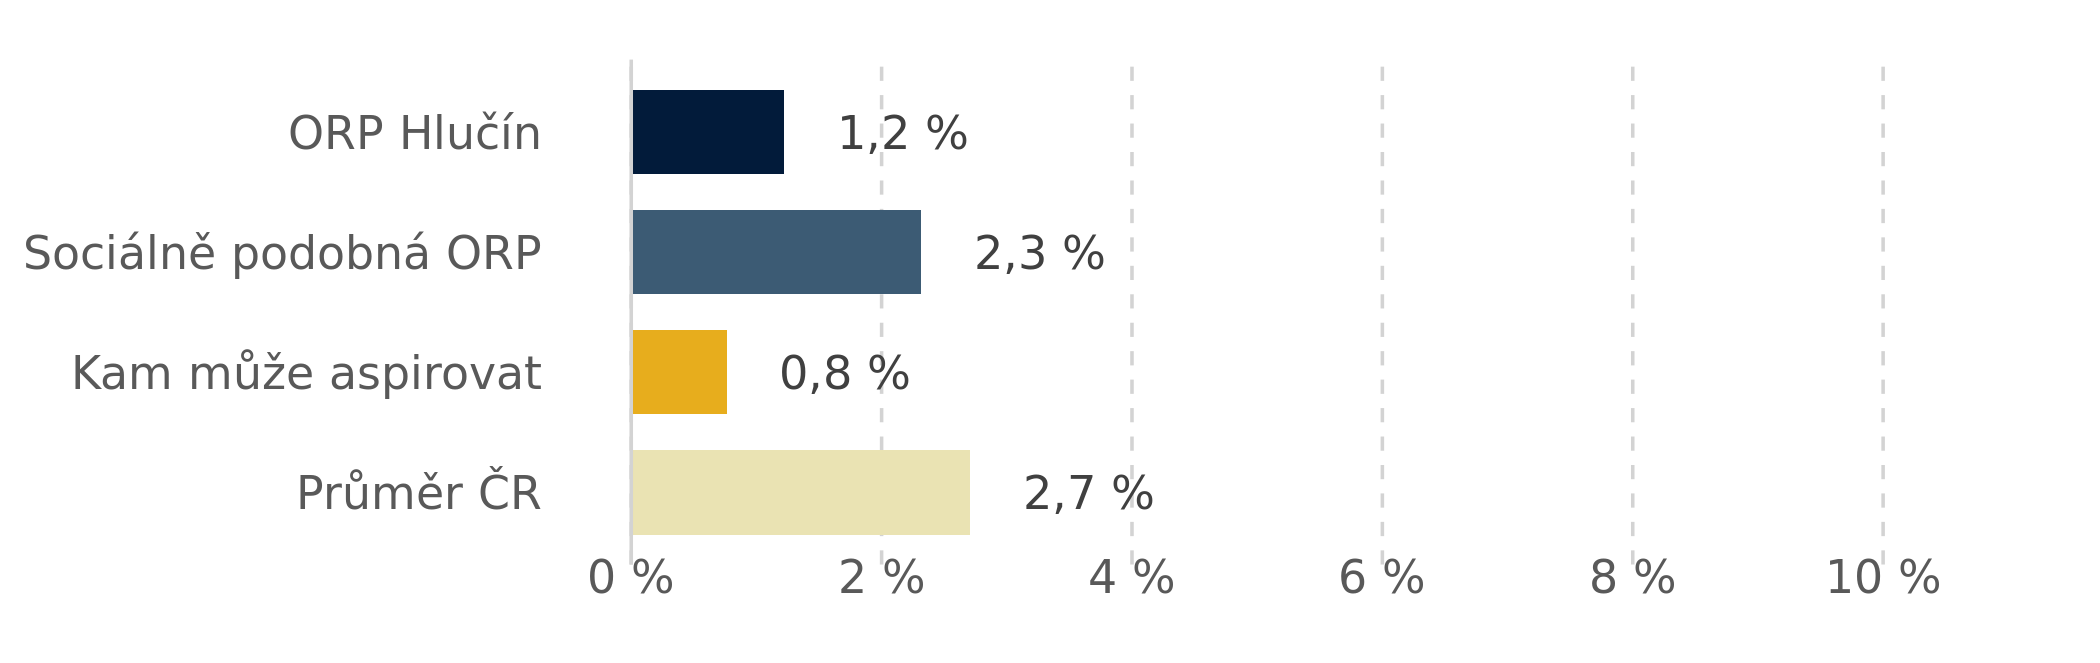 ORP Hlučín 1,2 %
Sociálně podobná ORP 2,3 %
Kam může aspirovat 0,8 %
Průměr ČR 2,7 %
0 % 2 % 4 % 6 % 8 % 10 %